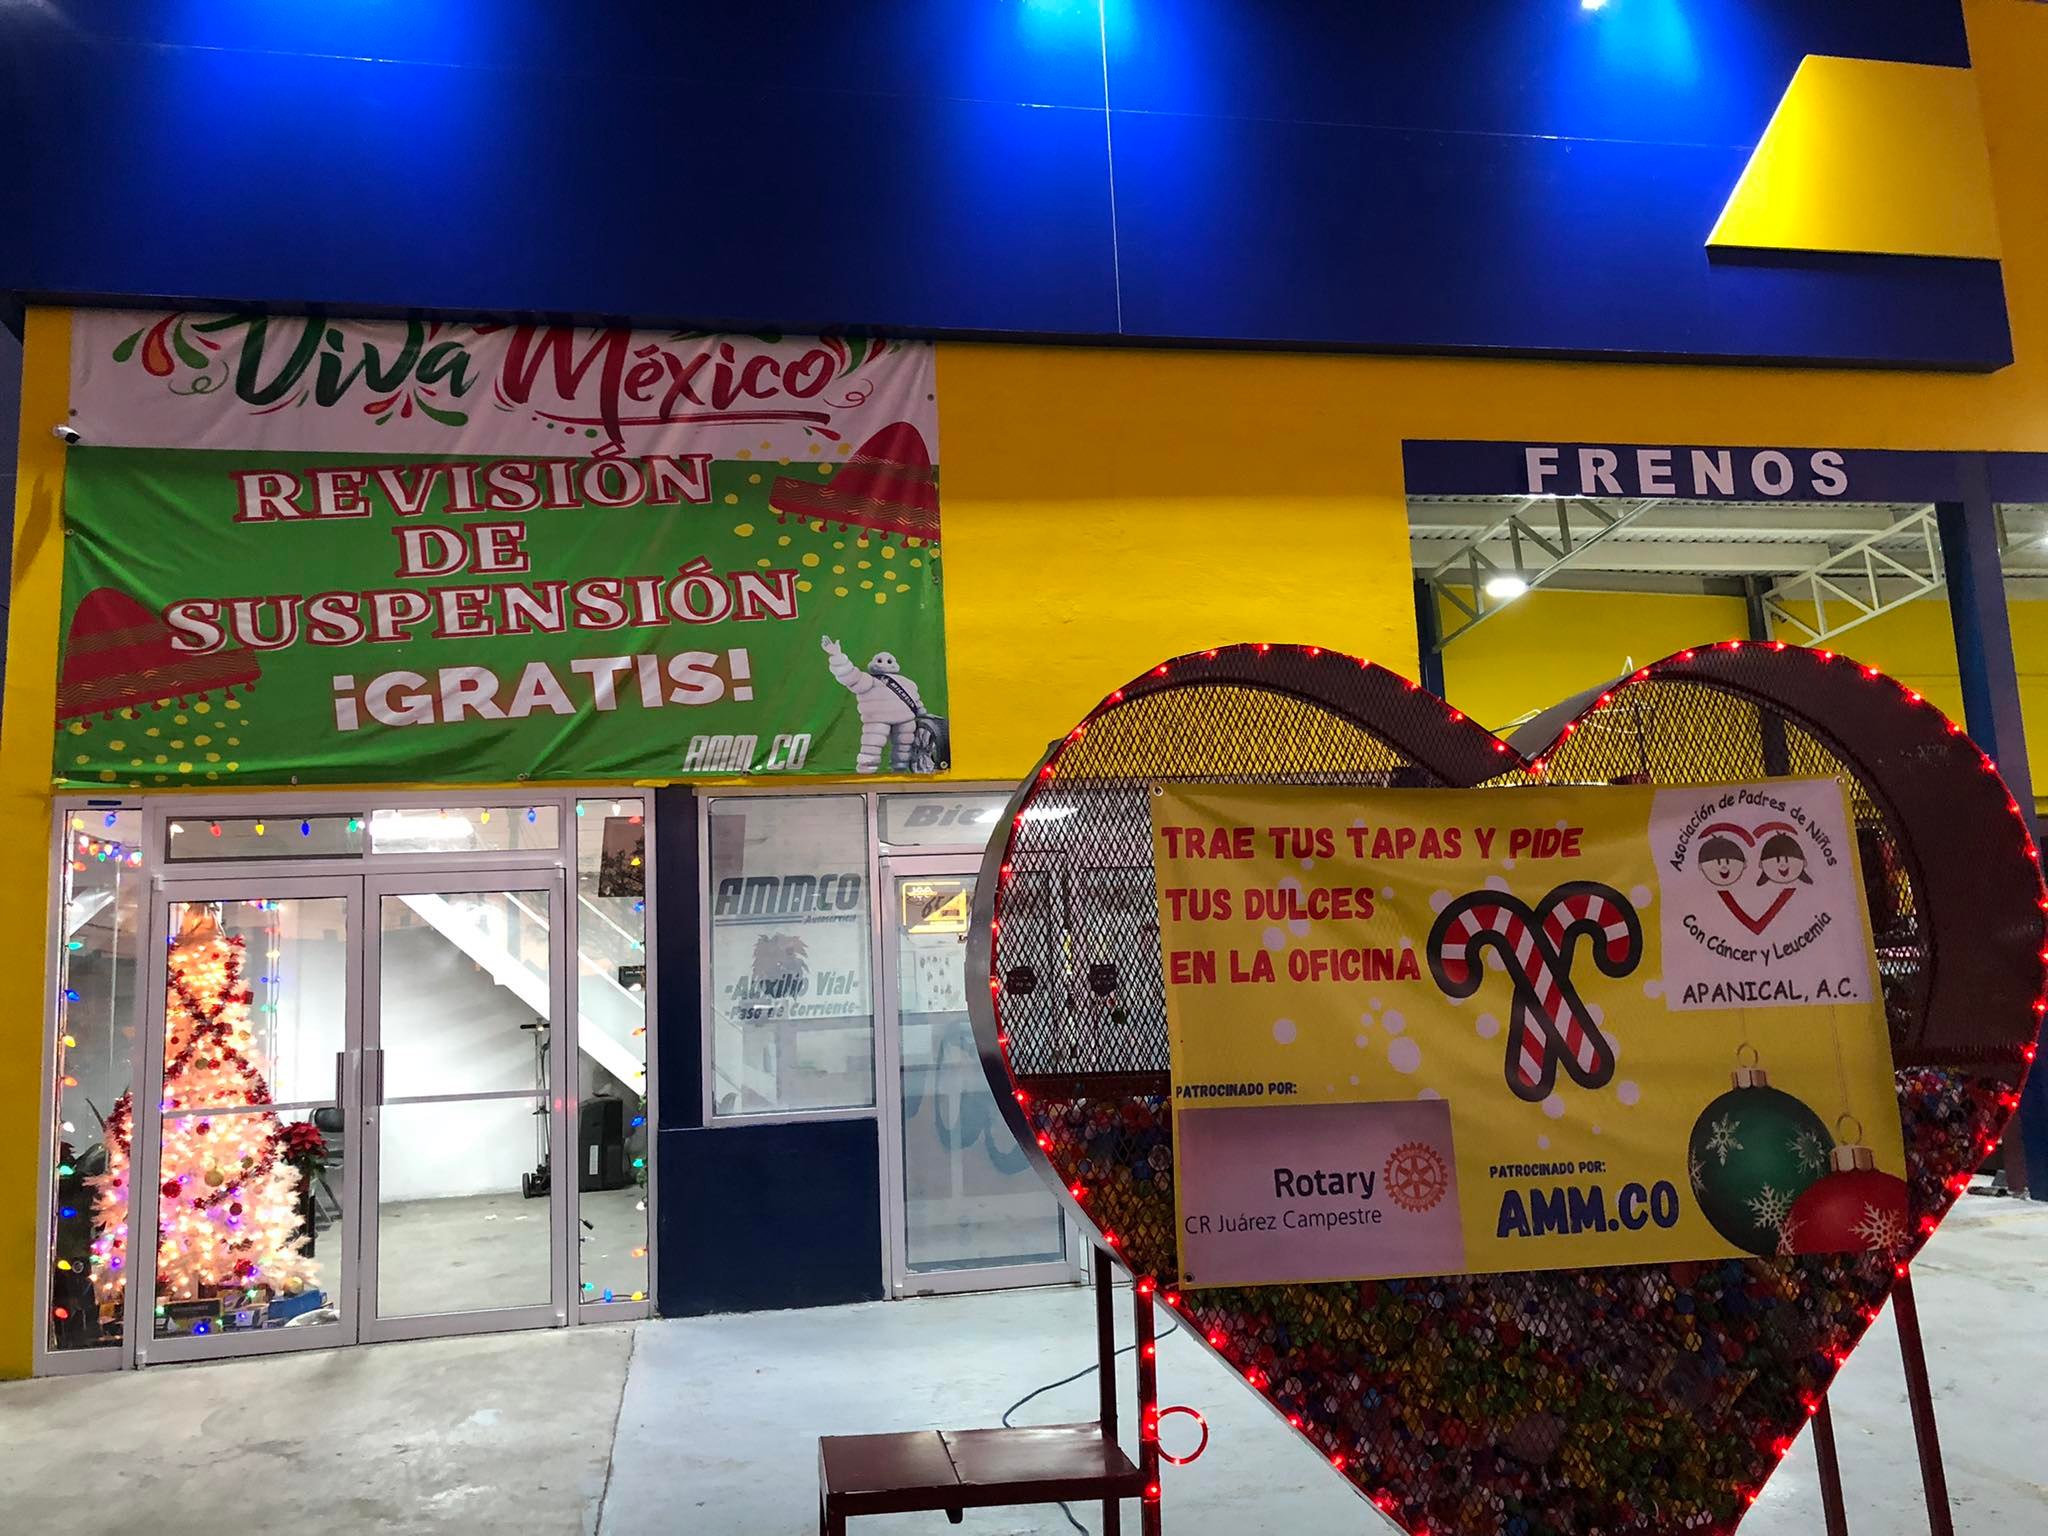 Viva México
REVISIÓN
DE
SUSPENSIÓN
¡GRATIS!
AMM.CO
FRENOS
AMMCO
Autoservice
-Auxilio Vial-
-Paso de Corriente-
TRAE TUS TAPAS Y PIDE
TUS DULCES
EN LA OFICINA
Asociación de Padres de Niños
Con Cáncer y Leucemia
APANICAL, A.C.
PATROCINADO POR:
Rotary
CR Juárez Campestre
PATROCINADO POR:
AMM.CO